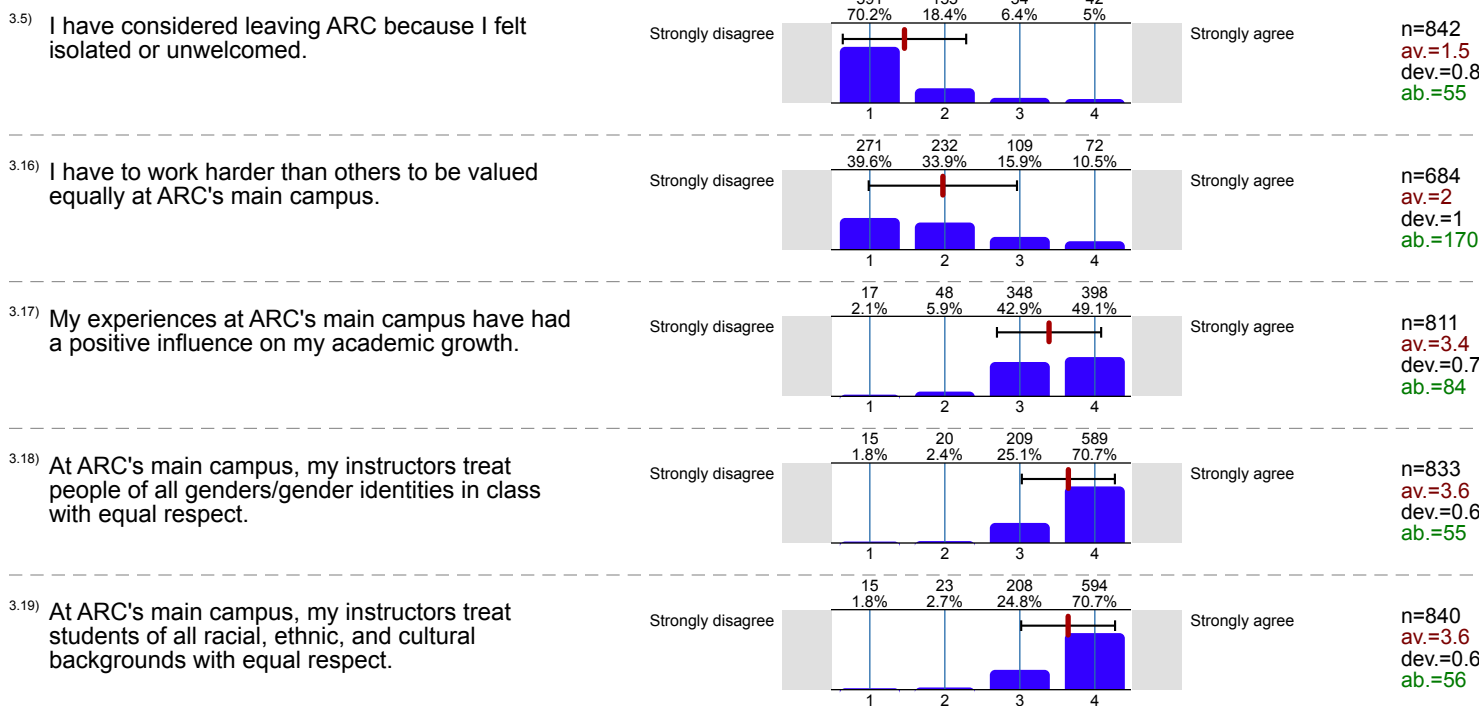 3.5) I have considered leaving ARC because I felt
isolated or unwelcomed.
Strongly disagree
70.2% 18.4% 6.4% 5%
1 2 3 4
Strongly agree
n=842
av.=1.5
dev.=0.8
ab.=55
3.16) I have to work harder than others to be valued
equally at ARC's main campus.
Strongly disagree
271 232 109 72
39.6% 33.9% 15.9% 10.5%
1 2 3 4
Strongly agree
n=684
av.=2
dev.=1
ab.=170
3.17) My experiences at ARC's main campus have had
a positive influence on my academic growth.
Strongly disagree
17 48 348 398
2.1% 5.9% 42.9% 49.1%
1 2 3 4
Strongly agree
n=811
av.=3.4
dev.=0.7
ab.=84
3.18) At ARC's main campus, my instructors treat
people of all genders/gender identities in class
with equal respect.
Strongly disagree
15 20 209 589
1.8% 2.4% 25.1% 70.7%
1 2 3 4
Strongly agree
n=833
av.=3.6
dev.=0.6
ab.=55
3.19) At ARC's main campus, my instructors treat
students of all racial, ethnic, and cultural
backgrounds with equal respect.
Strongly disagree
15 23 208 594
1.8% 2.7% 24.8% 70.7%
1 2 3 4
Strongly agree
n=840
av.=3.6
dev.=0.6
ab.=56